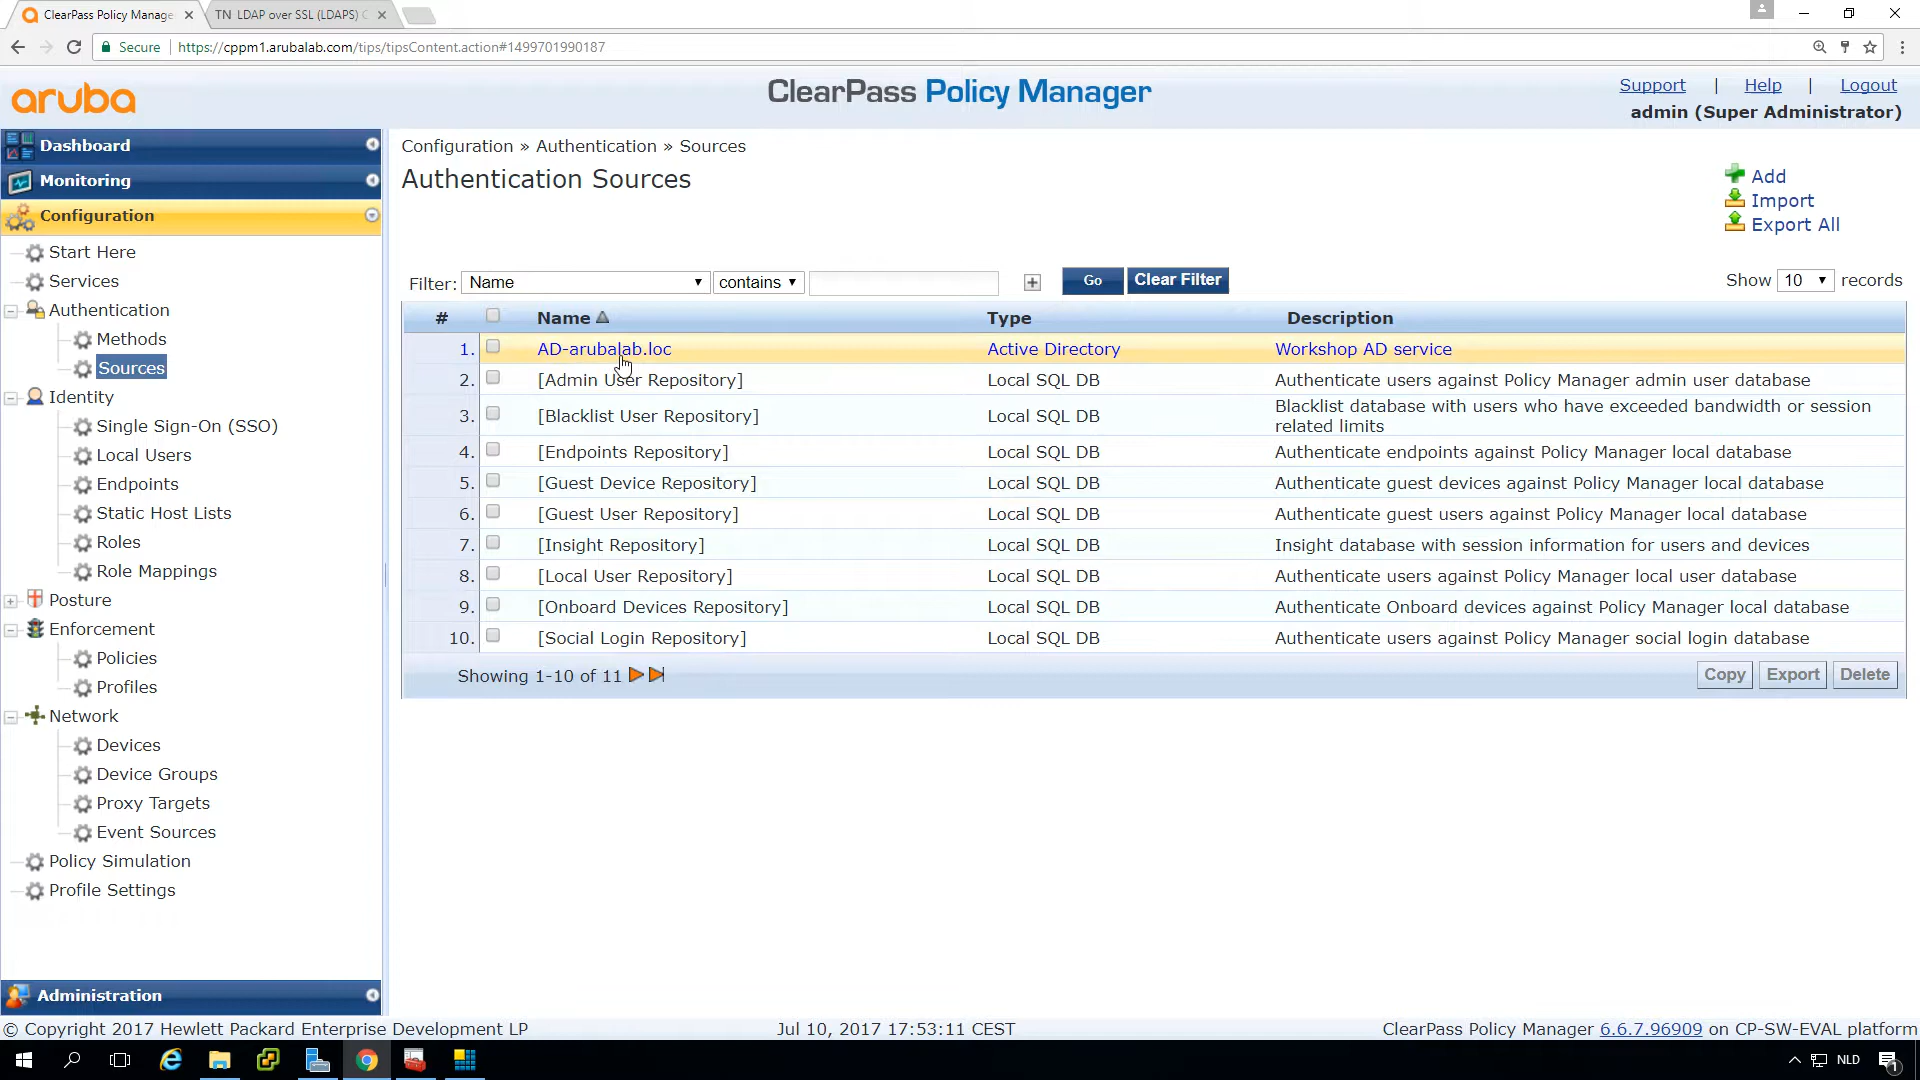 ClearPass Policy Manage
TN LDAP over SSL (LDAPS) C
Secure https://cppm1.arubalab.com/tips/tipsContent.action#1499701990187
aruba
ClearPass Policy Manager
Support | Help | Logout
admin (Super Administrator)
Dashboard
Monitoring
Configuration
Start Here
Services
Authentication
Methods
Sources
Identity
Single Sign-On (SSO)
Local Users
Endpoints
Static Host Lists
Roles
Role Mappings
Posture
Enforcement
Policies
Profiles
Network
Devices
Device Groups
Proxy Targets
Event Sources
Policy Simulation
Profile Settings
Administration
Configuration » Authentication » Sources
Authentication Sources
Add
Import
Export All
Filter: Name contains + Go Clear Filter Show 10 records
# Name Type Description
1. AD-arubalab.loc Active Directory Workshop AD service
2. [Admin User Repository] Local SQL DB Authenticate users against Policy Manager admin user database
3. [Blacklist User Repository] Local SQL DB Blacklist database with users who have exceeded bandwidth or session
related limits
4. [Endpoints Repository] Local SQL DB Authenticate endpoints against Policy Manager local database
5. [Guest Device Repository] Local SQL DB Authenticate guest devices against Policy Manager local database
6. [Guest User Repository] Local SQL DB Authenticate guest users against Policy Manager local database
7. [Insight Repository] Local SQL DB Insight database with session information for users and devices
8. [Local User Repository] Local SQL DB Authenticate users against Policy Manager local user database
9. [Onboard Devices Repository] Local SQL DB Authenticate Onboard devices against Policy Manager local database
10. [Social Login Repository] Local SQL DB Authenticate users against Policy Manager social login database
Showing 1-10 of 11 Copy Export Delete
© Copyright 2017 Hewlett Packard Enterprise Development LP Jul 10, 2017 17:53:11 CEST ClearPass Policy Manager 6.6.7.96909 on CP-SW-EVAL platform
NLD 1